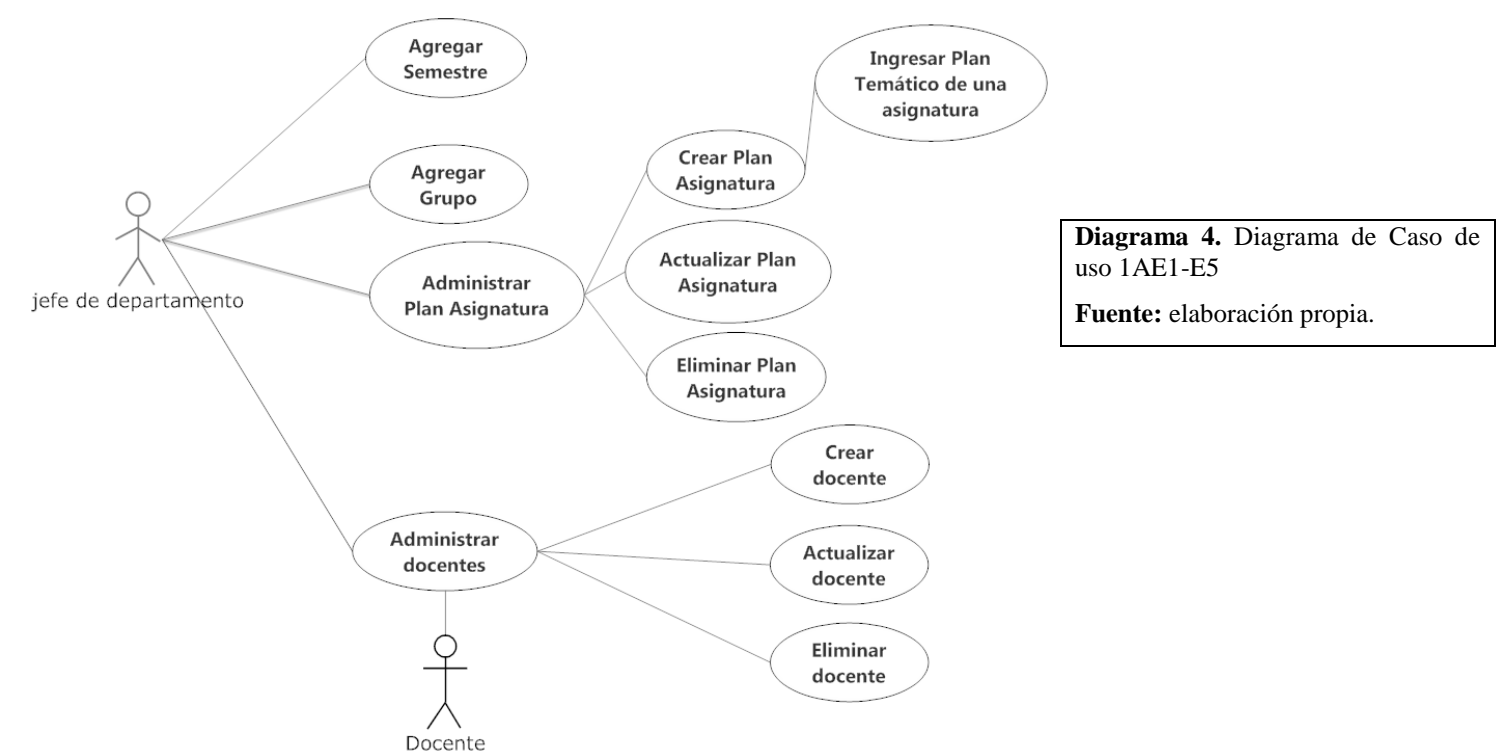 Agregar
Semestre
Ingresar Plan
Temático de una
asignatura
Crear Plan
Asignatura
Agregar
Grupo
Actualizar Plan
Asignatura
Administrar
Plan Asignatura
jefe de departamento
Eliminar Plan
Asignatura
Diagrama 4. Diagrama de Caso de
uso 1AE1-E5
Fuente: elaboración propia.
Crear
docente
Administrar
docentes
Actualizar
docente
Eliminar
docente
Docente